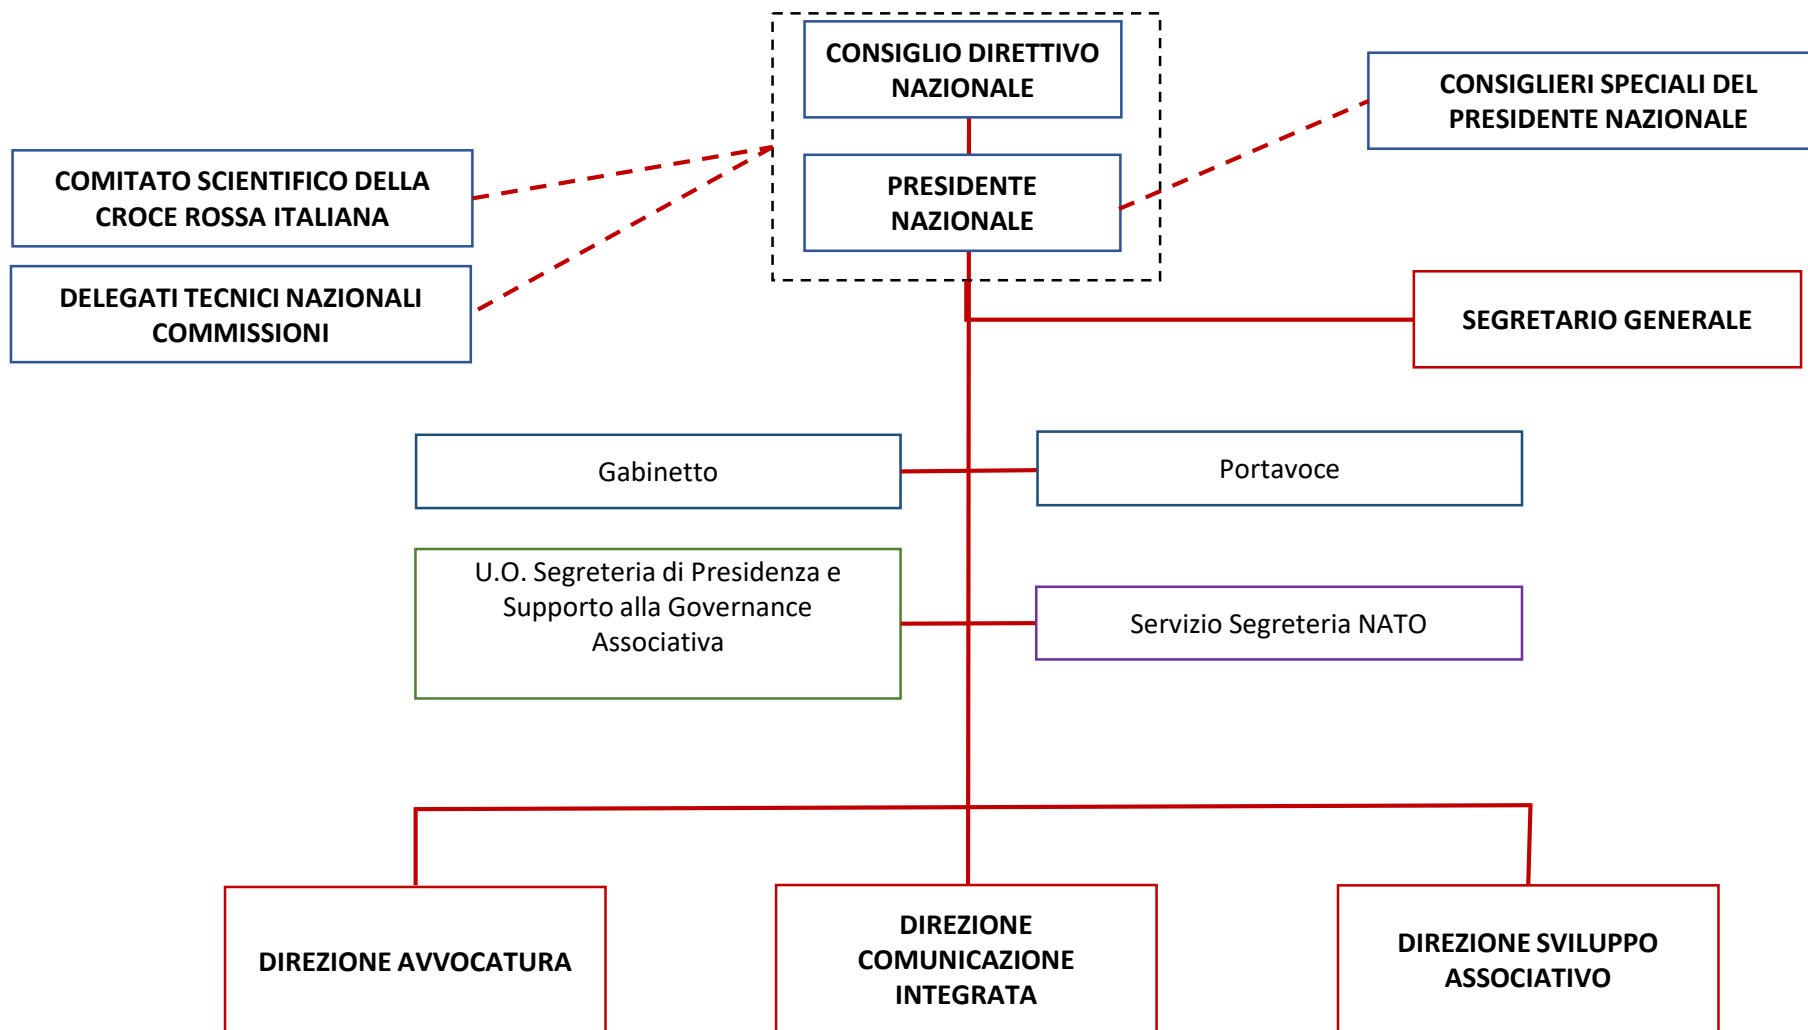 CONSIGLIO DIRETTIVO
NAZIONALE
CONSIGLIERI SPECIALI DEL
PRESIDENTE NAZIONALE
COMITATO SCIENTIFICO DELLA
CROCE ROSSA ITALIANA
PRESIDENTE
NAZIONALE
DELEGATI TECNICI NAZIONALI
COMMISSIONI
SEGRETARIO GENERALE
Gabinetto
Portavoce
U.O. Segreteria di Presidenza e
Supporto alla Governance
Associativa
Servizio Segreteria NATO
DIREZIONE AVVOCATURA
DIREZIONE
COMUNICAZIONE
INTEGRATA
DIREZIONE SVILUPPO
ASSOCIATIVO